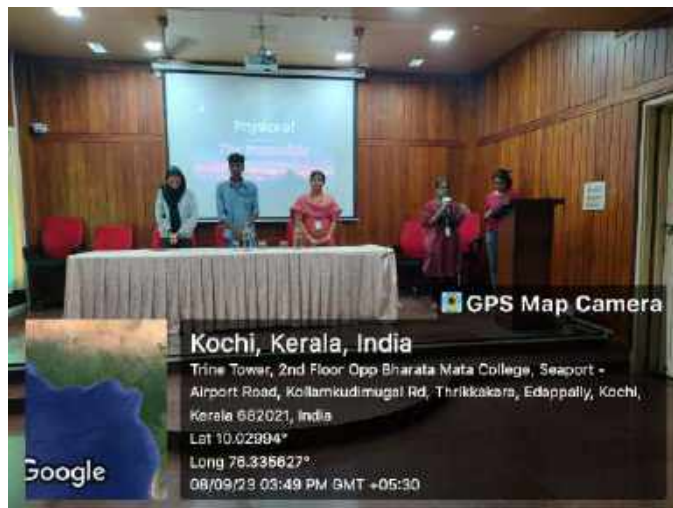 Physical
GPS Map Camera
Kochi, Kerala, India
Trine Tower, 2nd Floor Opp Bharata Mata College, Seaport -
Airport Road, Kollamkudimugal Rd, Thrikkakara, Edappally, Kochi,
Kerala 682021, India
Lat 10.02994°
Long 76.335627°
08/09/23 03:49 PM GMT +05:30
Google